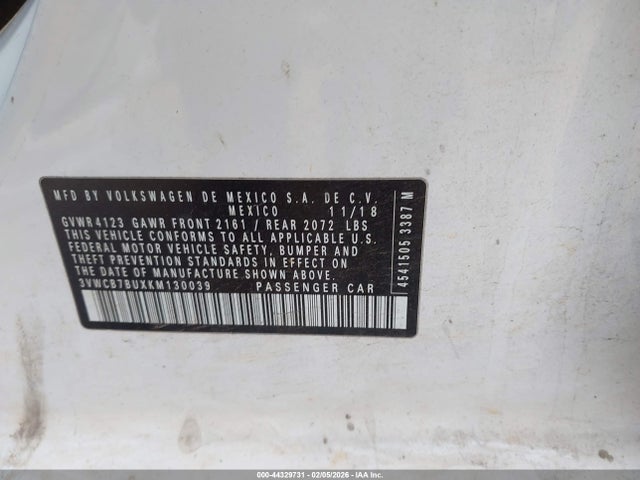 MFD BY VOLKSWAGEN DE MEXICO S.A. DE C.V.
MEXICO 11/18
GVWR 4123 GAWR FRONT 2161 / REAR 2072 LBS
THIS VEHICLE CONFORMS TO ALL APPLICABLE U.S.
FEDERAL MOTOR VEHICLE SAFETY, BUMPER AND
THEFT PREVENTION STANDARDS IN EFFECT ON
THE DATE OF MANUFACTURE SHOWN ABOVE.
3VWCB7BUXKM130039 PASSENGER CAR
4541505 3387 M
000-44329731 - 02/05/2026 - IAA Inc.